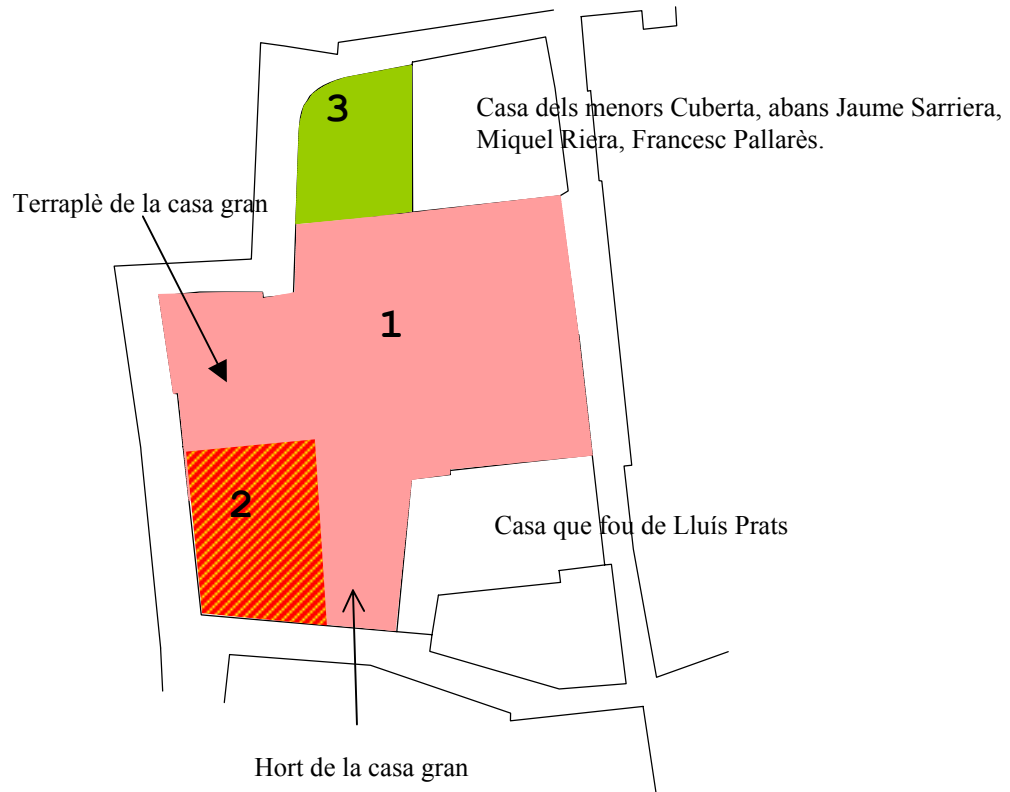 3
Casa dels menors Cuberta, abans Jaume Sarriera,
Miquel Riera, Francesc Pallarès.
Terraplè de la casa gran
1
2
Casa que fou de Lluís Prats
Hort de la casa gran